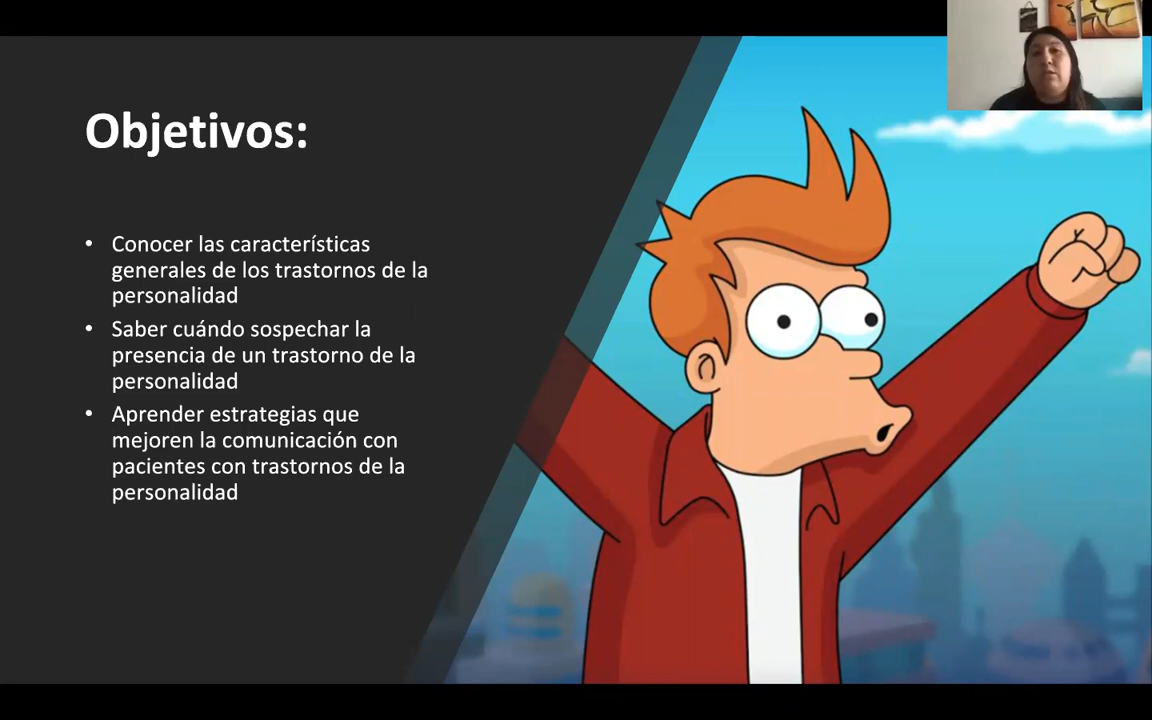 Objetivos:
• Conocer las características
generales de los trastornos de la
personalidad
• Saber cuándo sospechar la
presencia de un trastorno de la
personalidad
• Aprender estrategias que
mejoren la comunicación con
pacientes con trastornos de la
personalidad